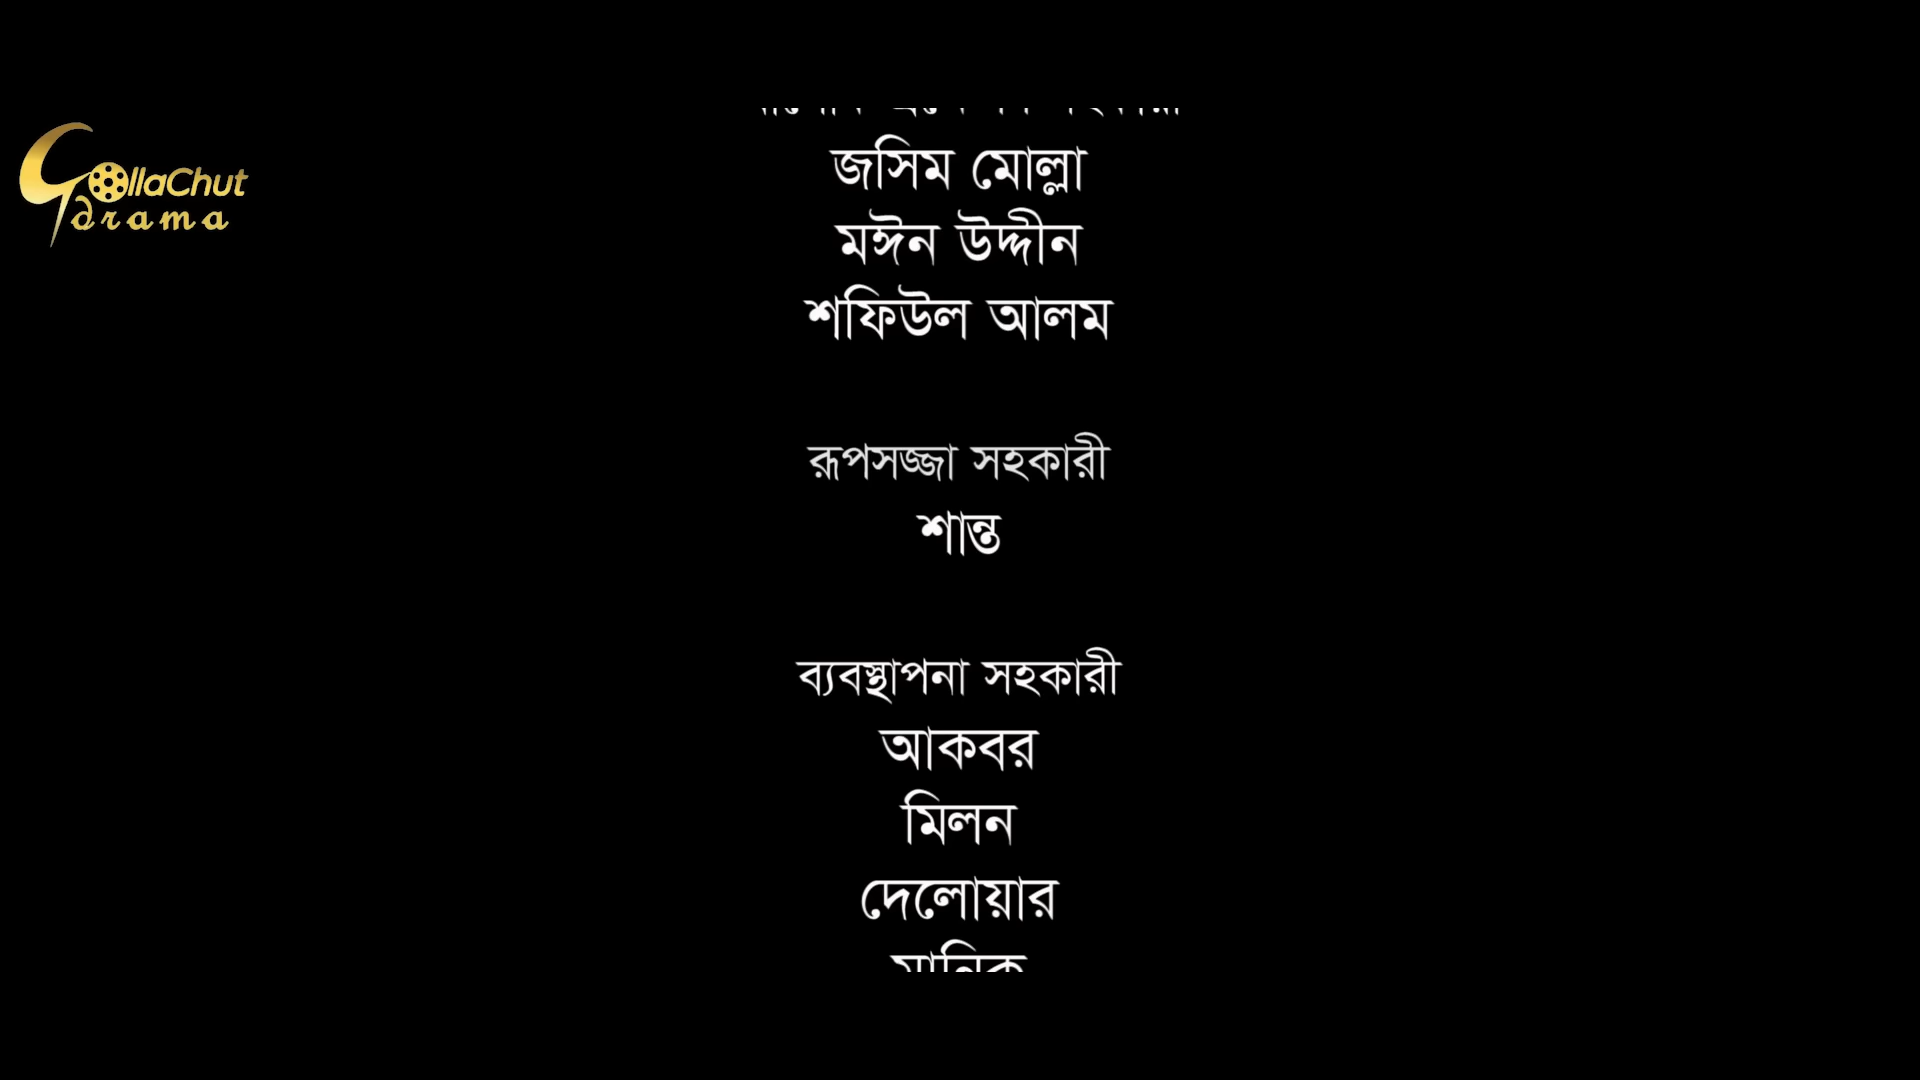 GollaChut
drama
জসিম মোল্লা
মঈন উদ্দীন
শফিউল আলম
রূপসজ্জা সহকারী
শান্ত
ব্যবস্থাপনা সহকারী
আকবর
মিলন
দেলোয়ার